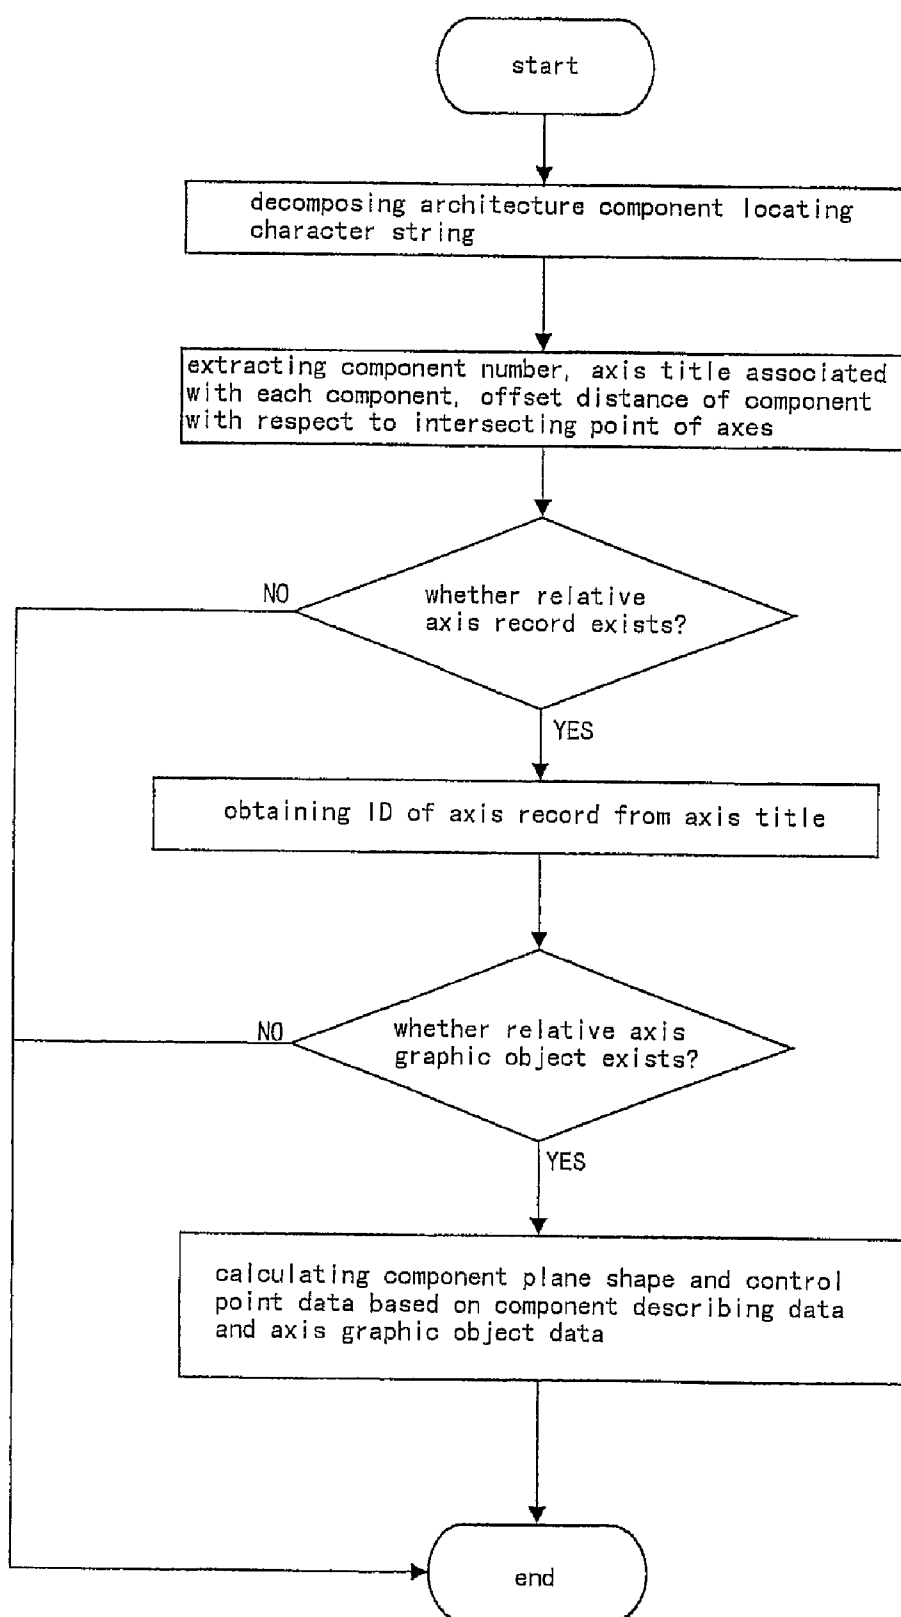 start
decomposing architecture component locating
character string
extracting component number, axis title associated
with each component, offset distance of component
with respect to intersecting point of axes
NO
whether relative
axis record exists?
YES
obtaining ID of axis record from axis title
NO
whether relative axis
graphic object exists?
YES
calculating component plane shape and control
point data based on component describing data
and axis graphic object data
end